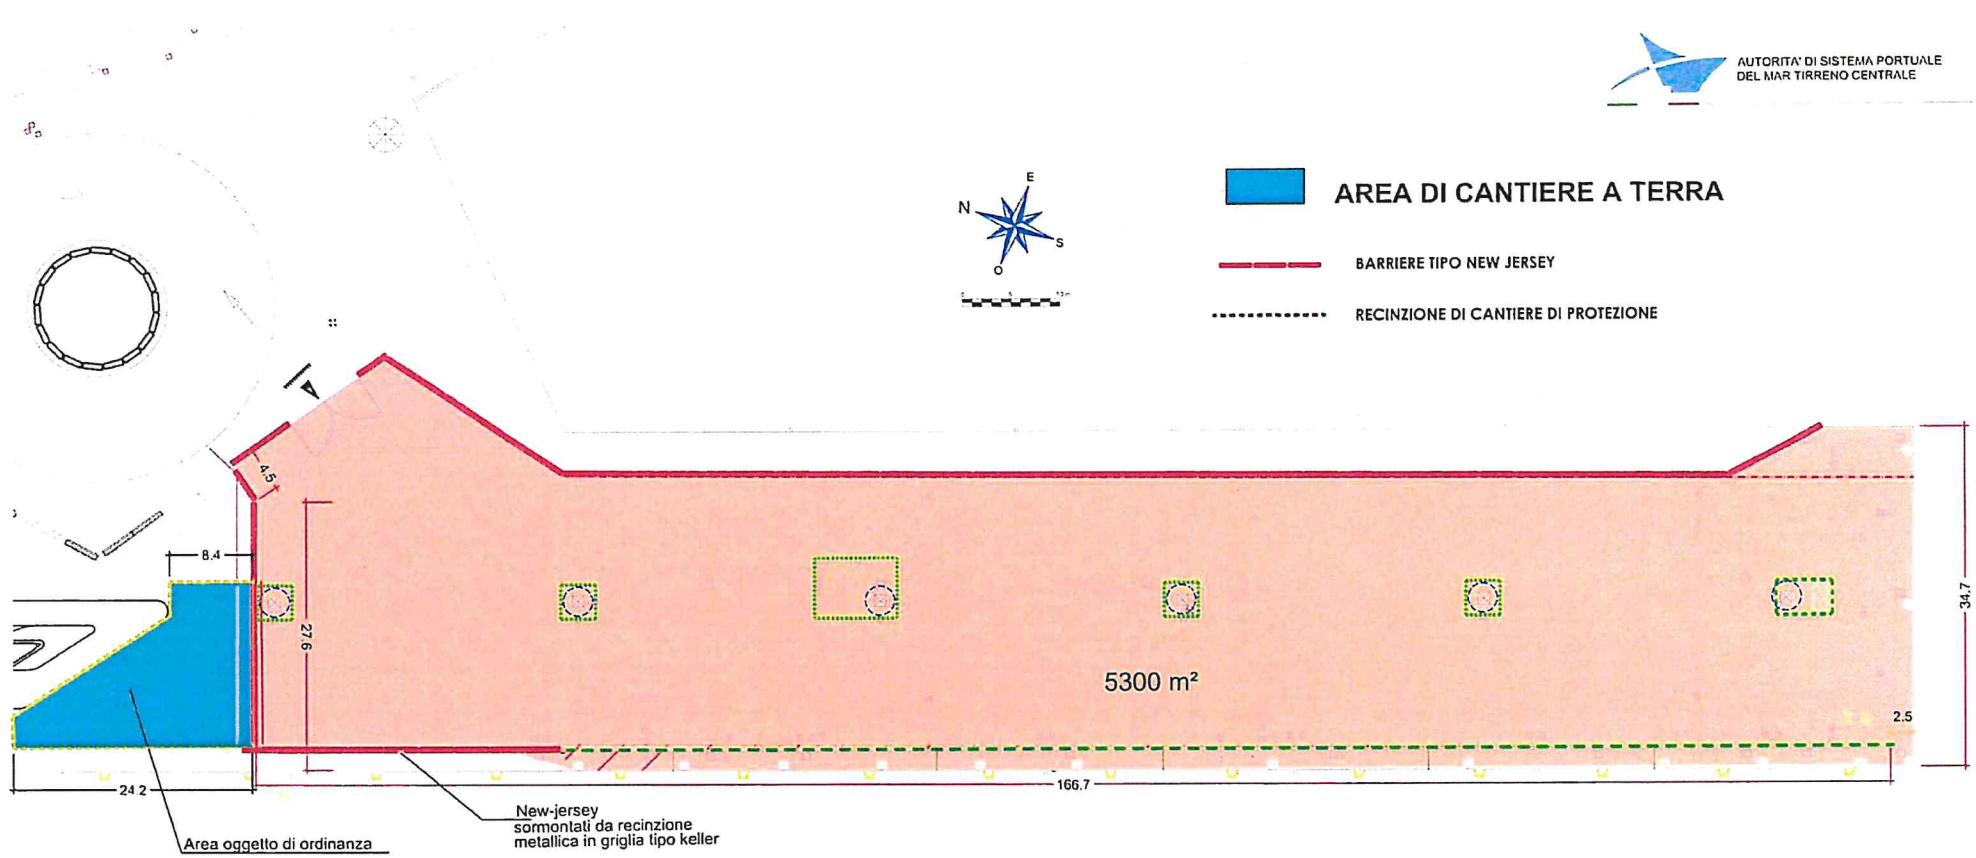 AUTORITA' DI SISTEMA PORTUALE
DEL MAR TIRRENO CENTRALE
E
N
S
O
AREA DI CANTIERE A TERRA
BARRIERE TIPO NEW JERSEY
RECINZIONE DI CANTIERE DI PROTEZIONE
4.5
8.4
27.6
34.7
5300 m²
2.5
24.2
166.7
New-jersey
sormontati da recinzione
metallica in griglia tipo keller
Area oggetto di ordinanza